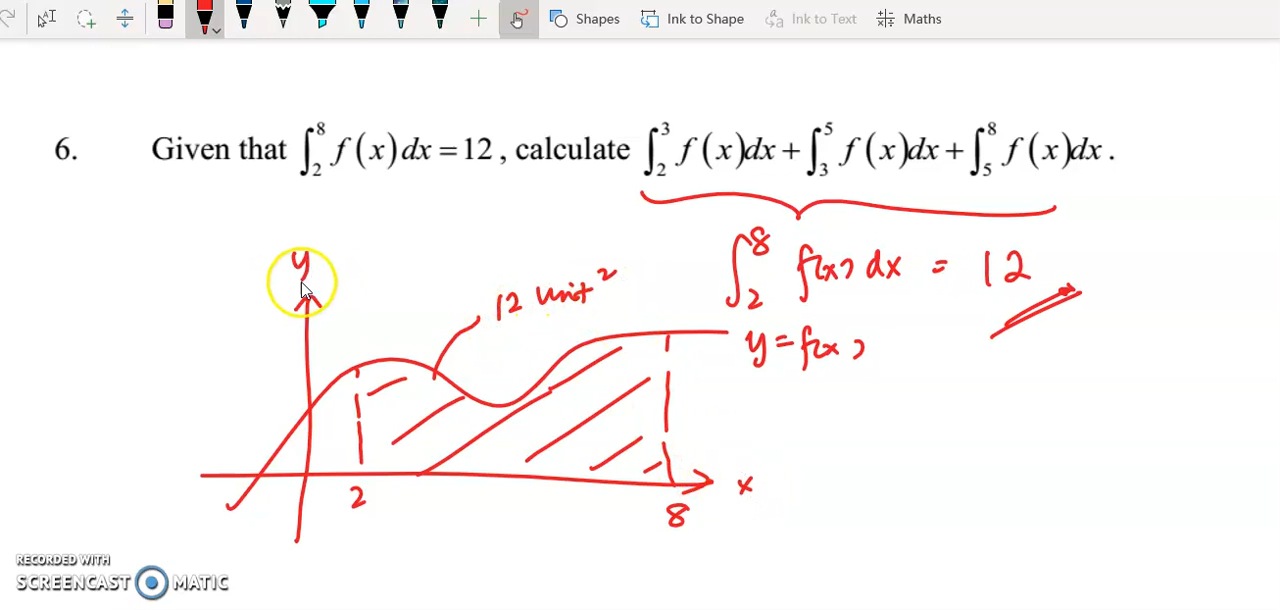 Shapes Ink to Shape Ink to Text Maths
6. Given that ∫₂⁸ f(x)dx = 12, calculate ∫₂³ f(x)dx + ∫₃⁵ f(x)dx + ∫₅⁸ f(x)dx.
∫₂⁸ f(x) dx = 12
y
12 unit²
y = f(x)
x
2
8
RECORDED WITH
SCREENCAST MATIC